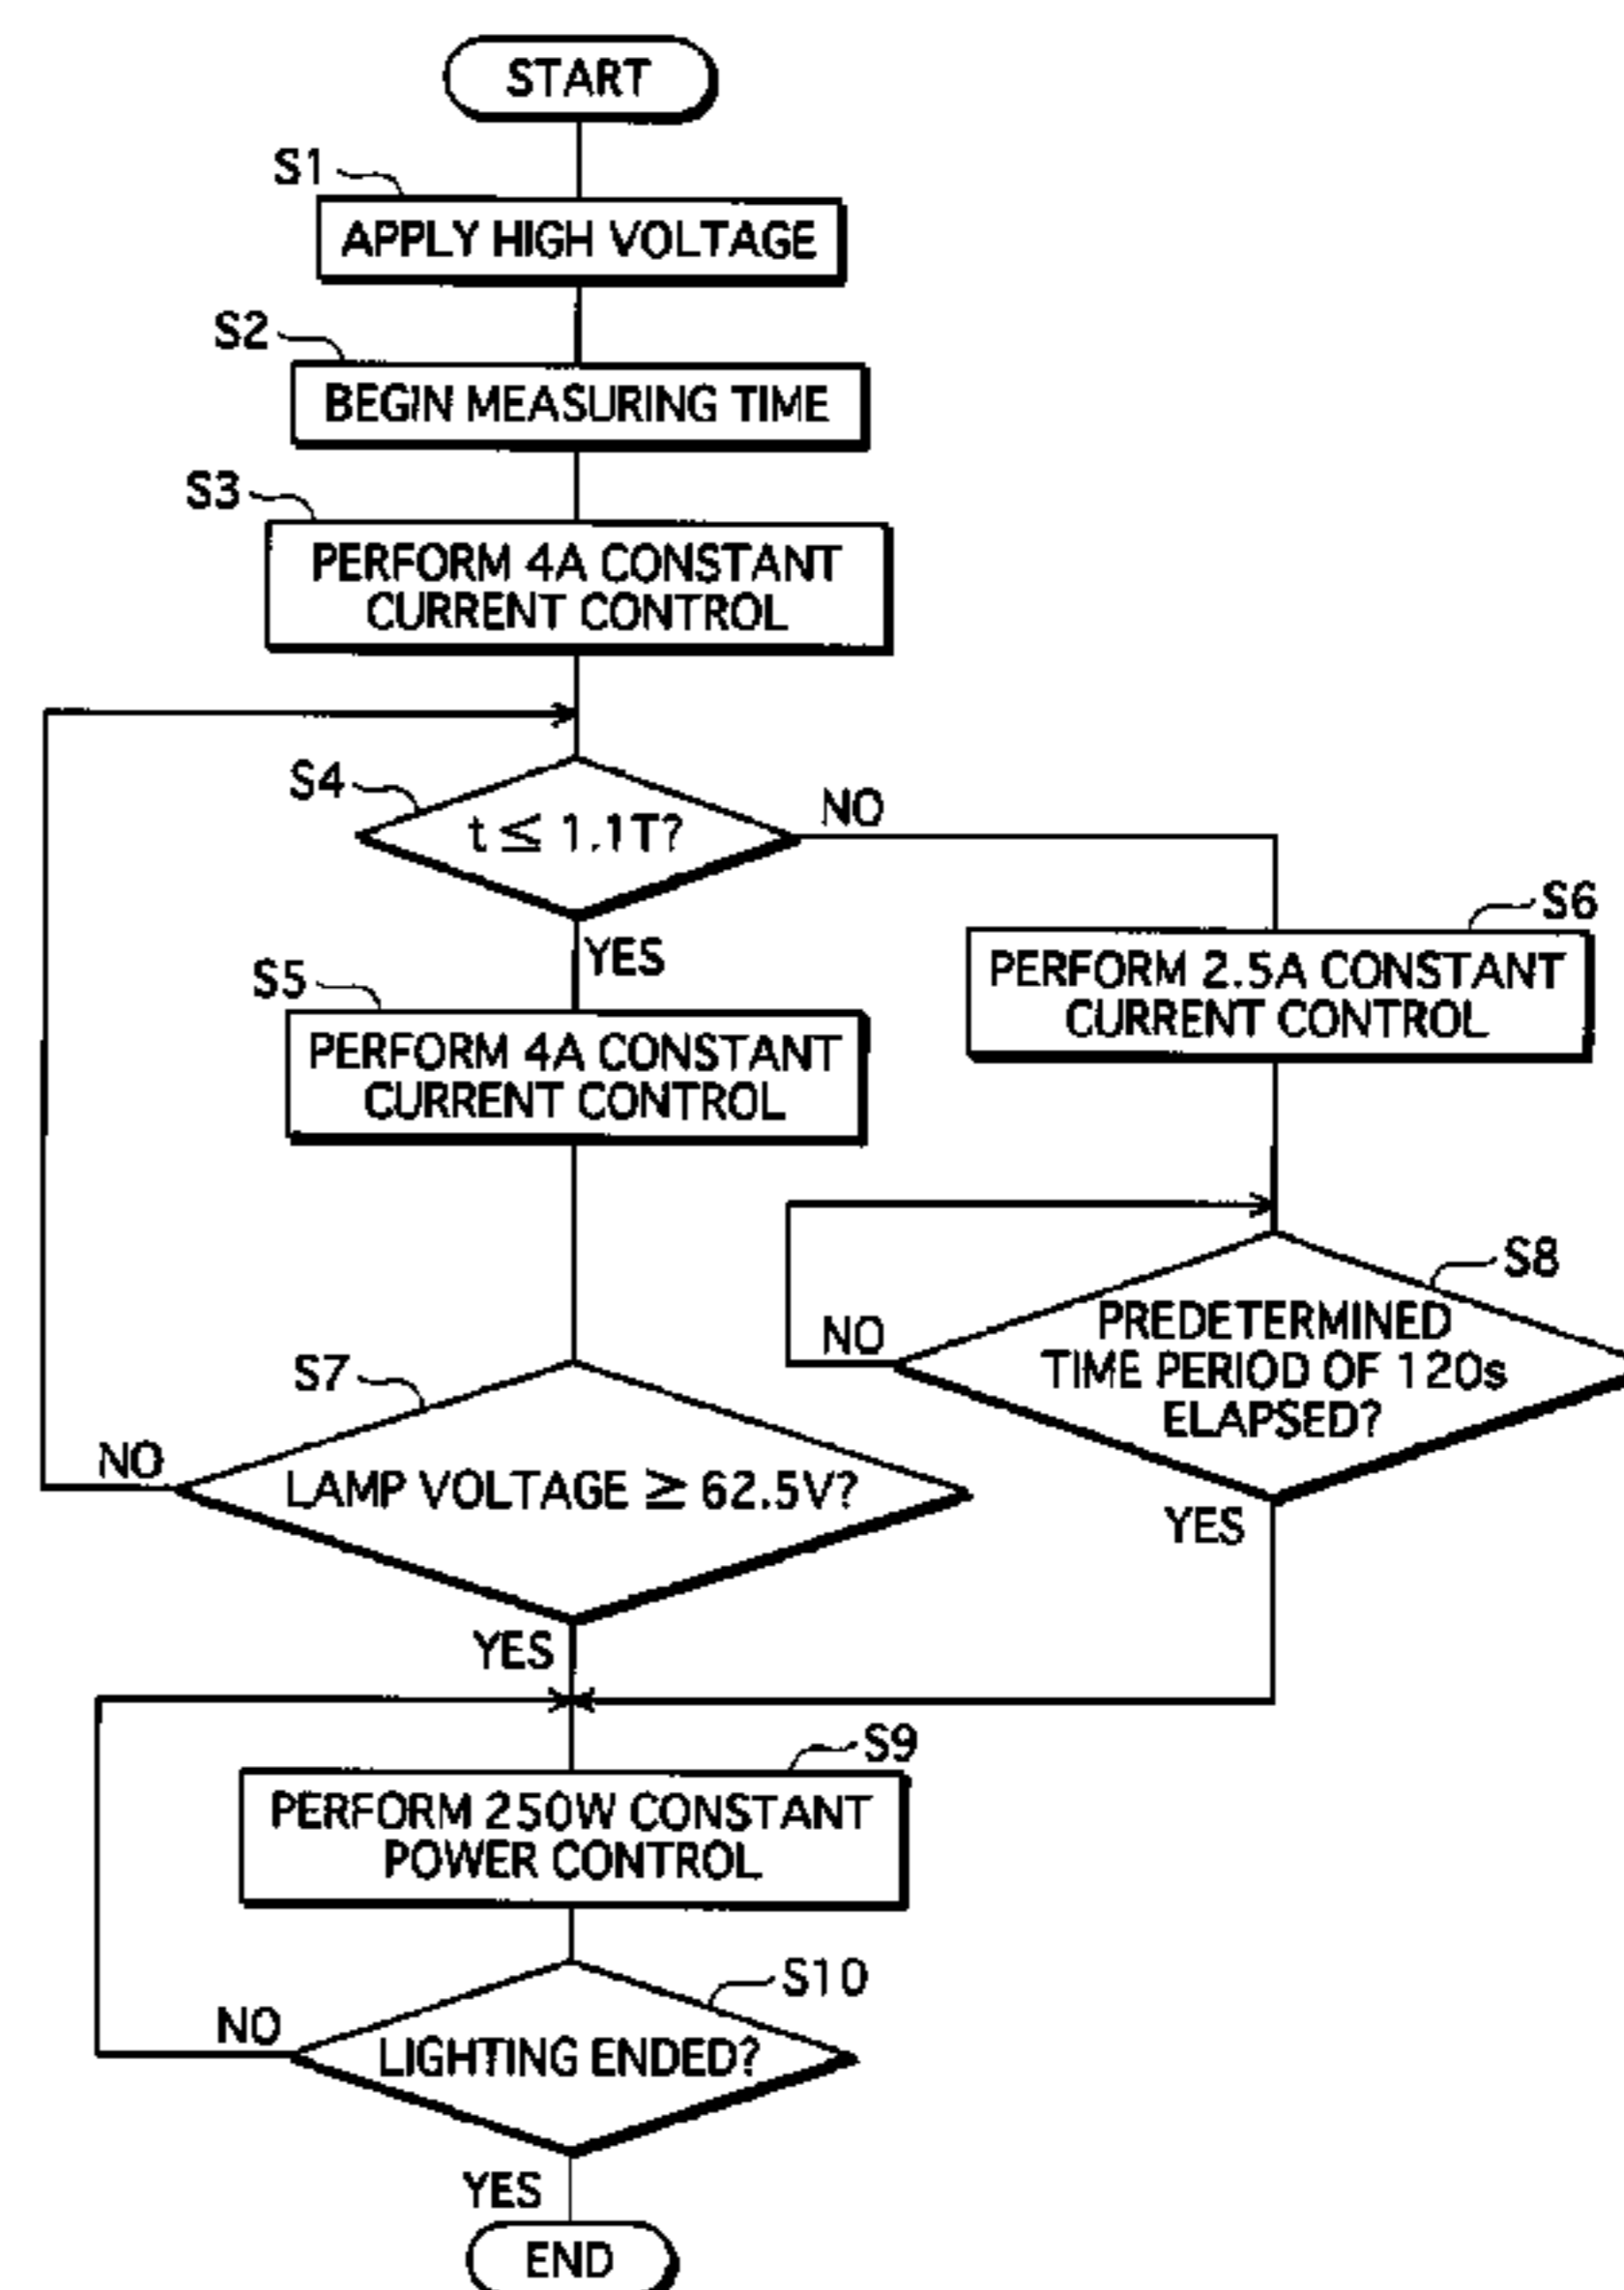 START
S1
APPLY HIGH VOLTAGE
S2
BEGIN MEASURING TIME
S3
PERFORM 4A CONSTANT
CURRENT CONTROL
S4
t ≤ 1.1T?
NO
YES
S6
PERFORM 2.5A CONSTANT
CURRENT CONTROL
S5
PERFORM 4A CONSTANT
CURRENT CONTROL
S8
PREDETERMINED
TIME PERIOD OF 120s
ELAPSED?
NO
YES
S7
LAMP VOLTAGE ≥ 62.5V?
NO
YES
S9
PERFORM 250W CONSTANT
POWER CONTROL
S10
LIGHTING ENDED?
NO
YES
END